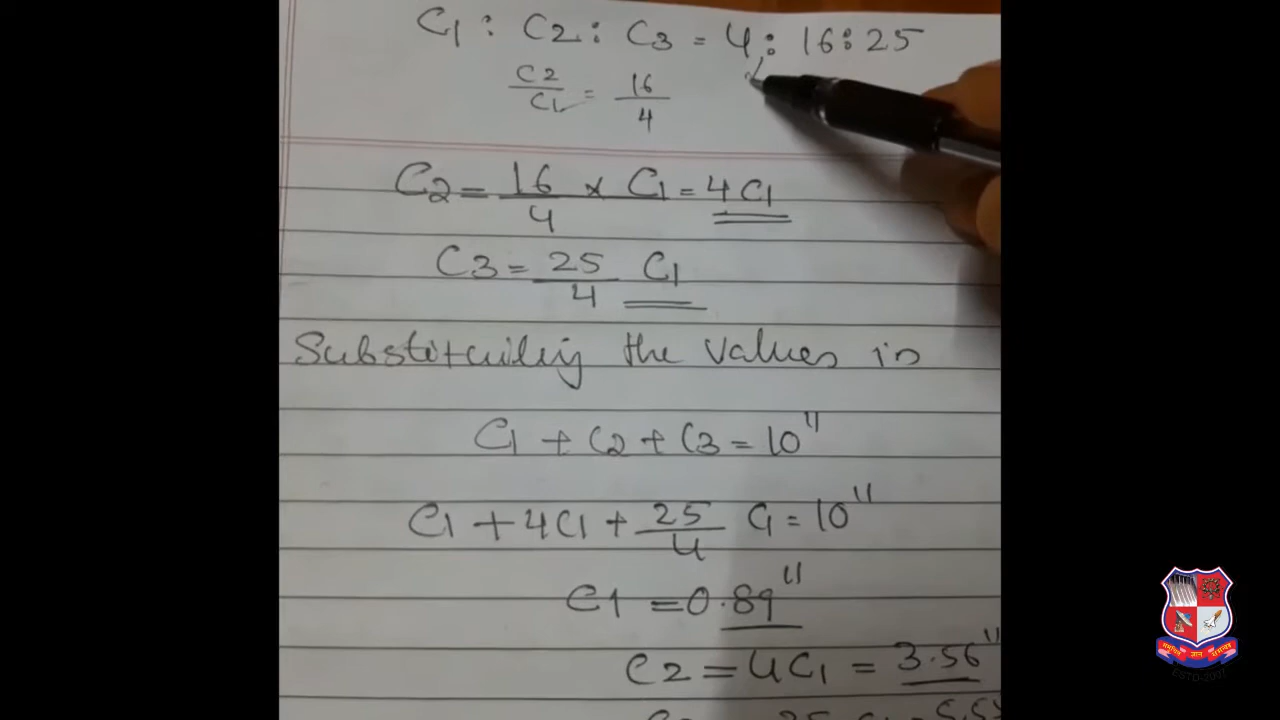 C1 : C2 : C3 = 4 : 16 : 25
C2/C1 = 16/4
C2 = 16/4 × C1 = 4C1
C3 = 25/4 C1
Substituting the values in
C1 + C2 + C3 = 10"
C1 + 4C1 + 25/4 C1 = 10"
C1 = 0.89"
C2 = 4C1 = 3.56"
ESTD-2007